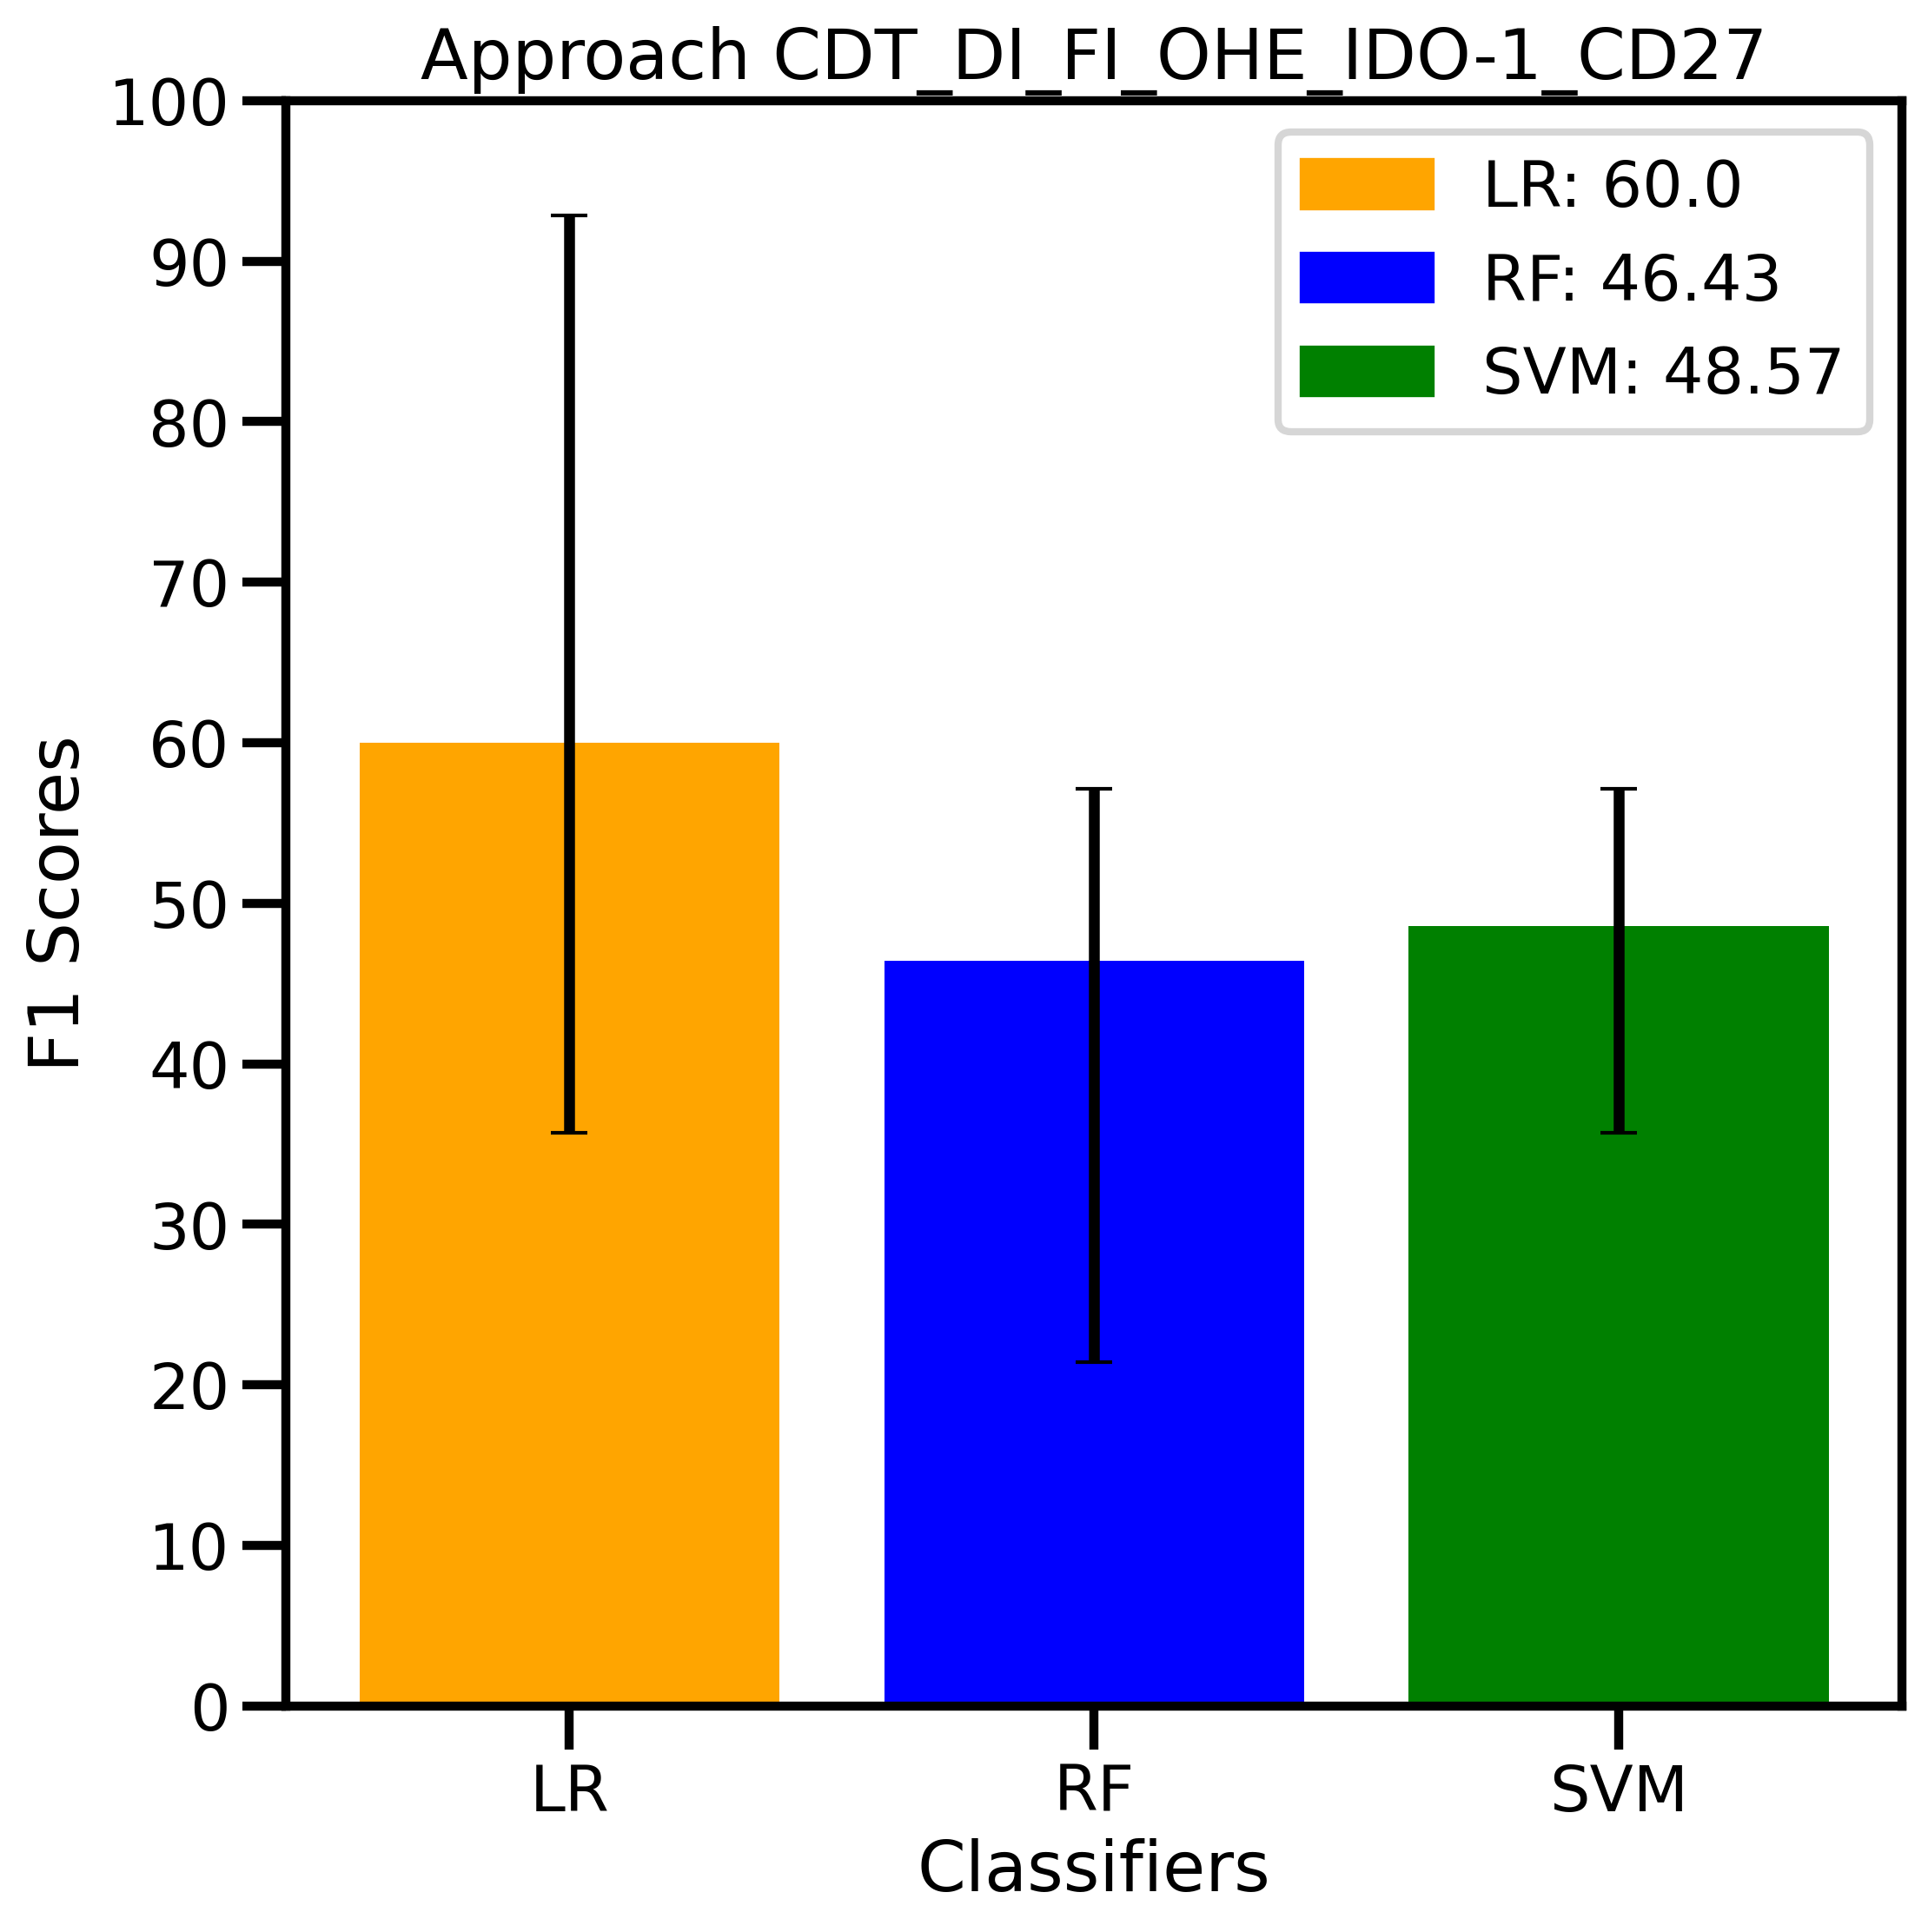 Approach CDT_DI_FI_OHE_IDO-1_CD27
LR: 60.0
RF: 46.43
SVM: 48.57
F1 Scores
100
90
80
70
60
50
40
30
20
10
0
LR
RF
SVM
Classifiers